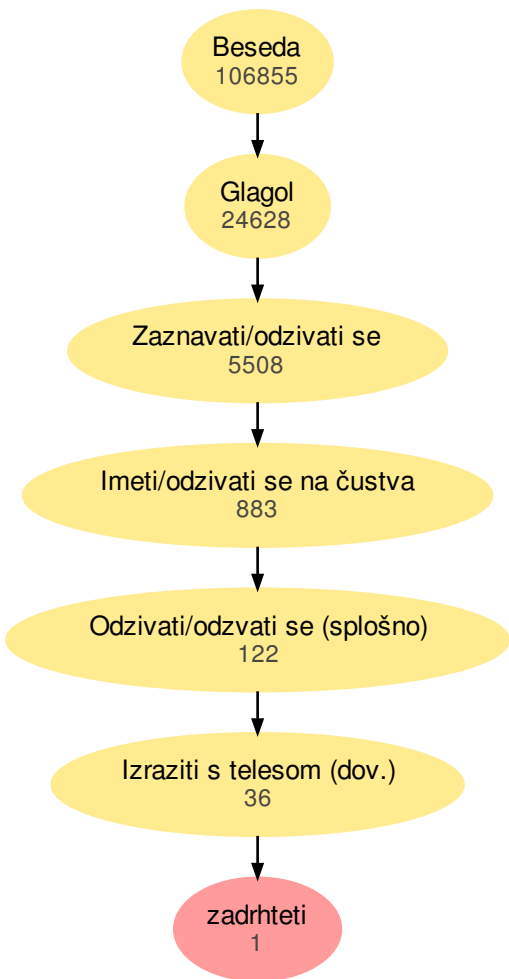 Beseda
106855
Glagol
24628
Zaznavati/odzivati se
5508
Imeti/odzivati se na čustva
883
Odzivati/odzvati se (splošno)
122
Izraziti s telesom (dov.)
36
zadrhteti
1